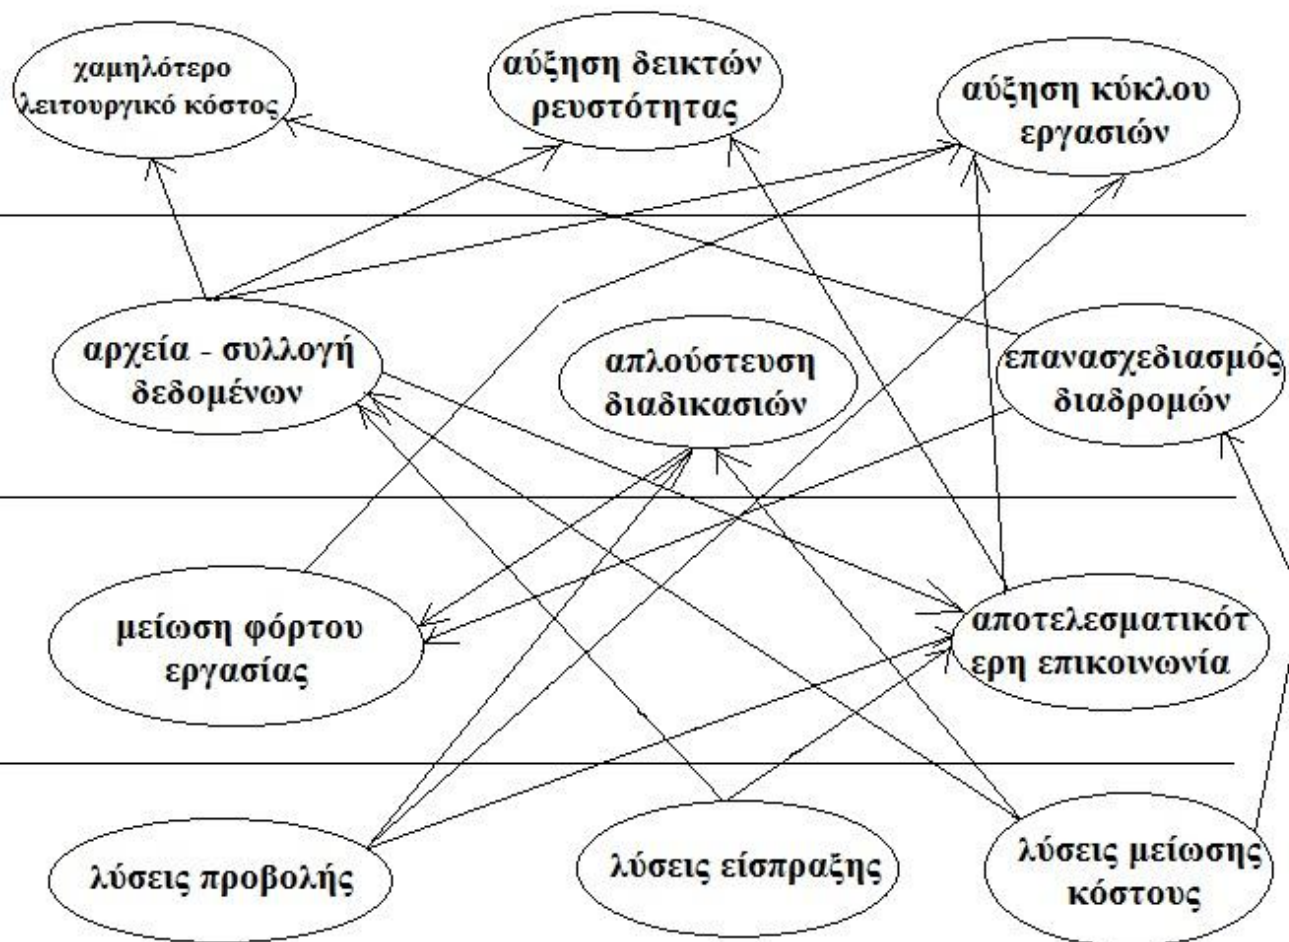 χαμηλότερο
λειτουργικό κόστος
αύξηση δεικτών
ρευστότητας
αύξηση κύκλου
εργασιών
αρχεία - συλλογή
δεδομένων
απλούστευση
διαδικασιών
επανασχεδιασμός
διαδρομών
μείωση φόρτου
εργασίας
αποτελεσματικότ
ερη επικοινωνία
λύσεις προβολής
λύσεις είσπραξης
λύσεις μείωσης
κόστους